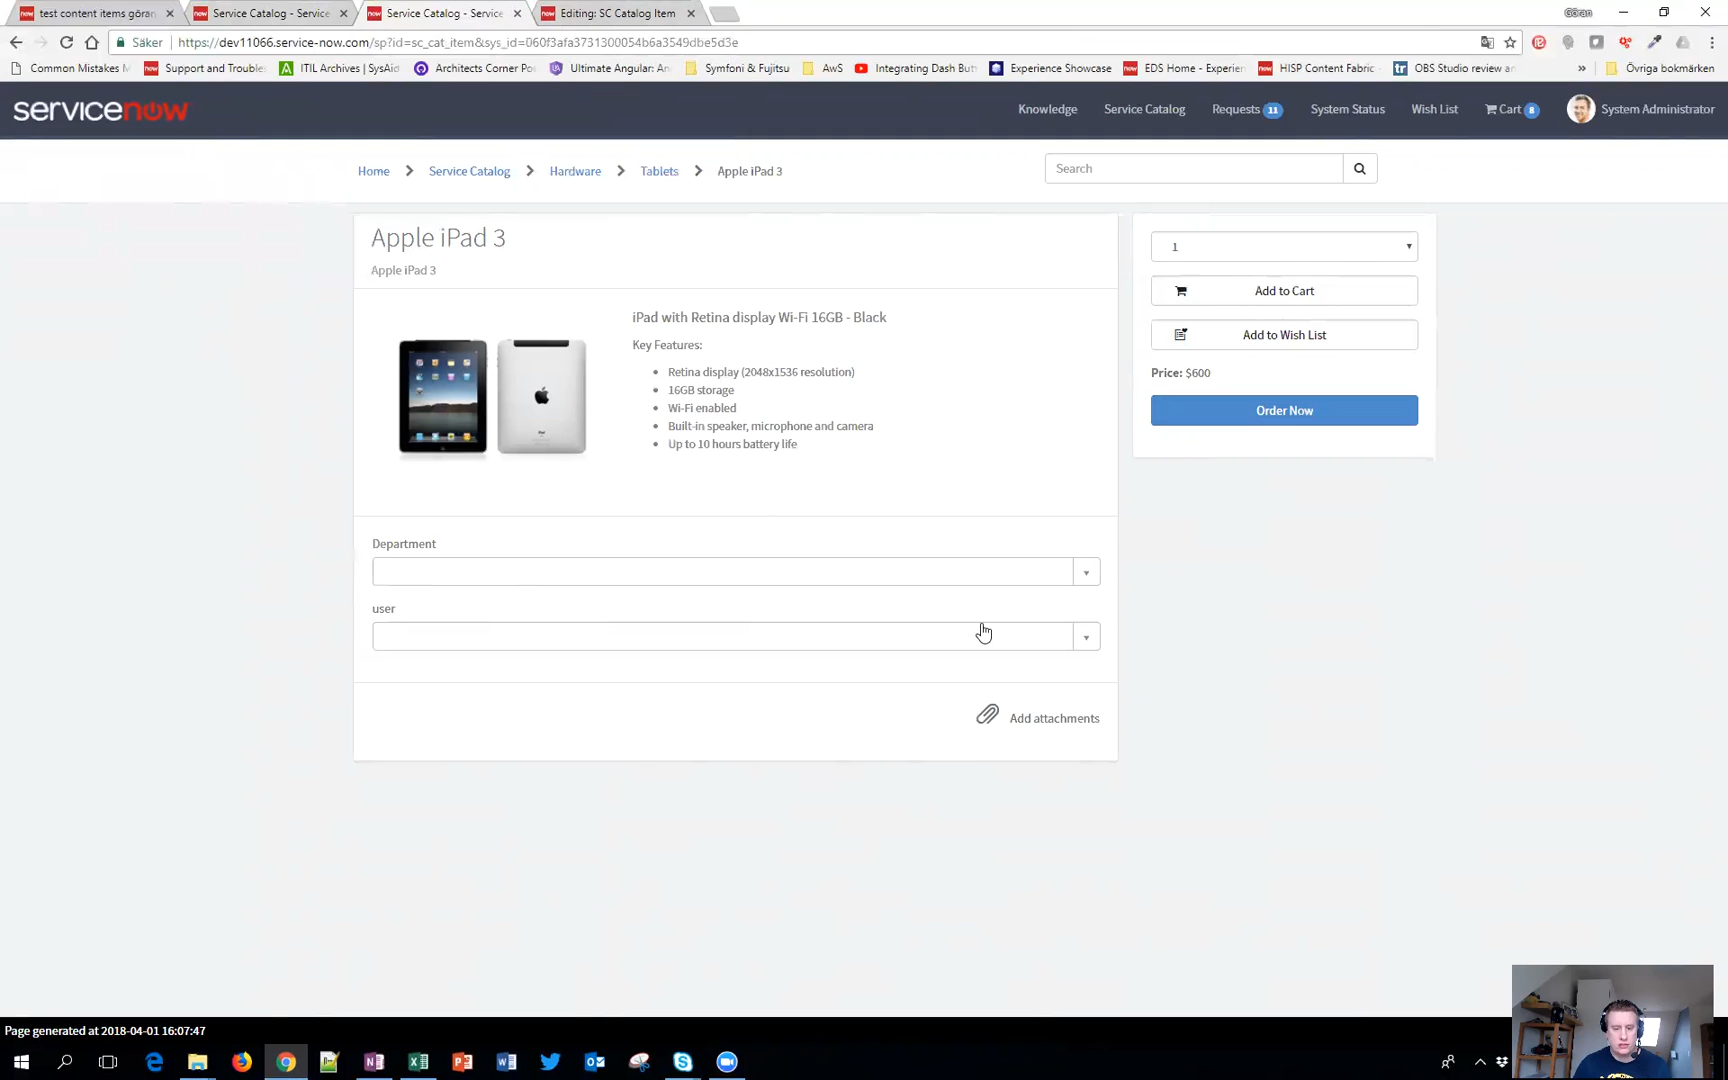 test content items göran
Service Catalog - Service
Service Catalog - Service
Editing: SC Catalog Item
Göran
Säker
https://dev11066.service-now.com/sp?id=sc_cat_item&sys_id=060f3afa3731300054b6a3549dbe5d3e
Common Mistakes
Support and Trouble
ITIL Archives | SysAid
Architects Corner Po
Ultimate Angular: An
Symfoni & Fujitsu
AwS
Integrating Dash But
Experience Showcase
EDS Home - Experien
HISP Content Fabric
OBS Studio review an
»
Övriga bokmärken
servicenow
Knowledge
Service Catalog
Requests 11
System Status
Wish List
Cart 8
System Administrator
Home > Service Catalog > Hardware > Tablets > Apple iPad 3
Search
Apple iPad 3
Apple iPad 3
iPad with Retina display Wi-Fi 16GB - Black
Key Features:
• Retina display (2048x1536 resolution)
• 16GB storage
• Wi-Fi enabled
• Built-in speaker, microphone and camera
• Up to 10 hours battery life
1
Add to Cart
Add to Wish List
Price: $600
Order Now
Department
user
Add attachments
Page generated at 2018-04-01 16:07:47